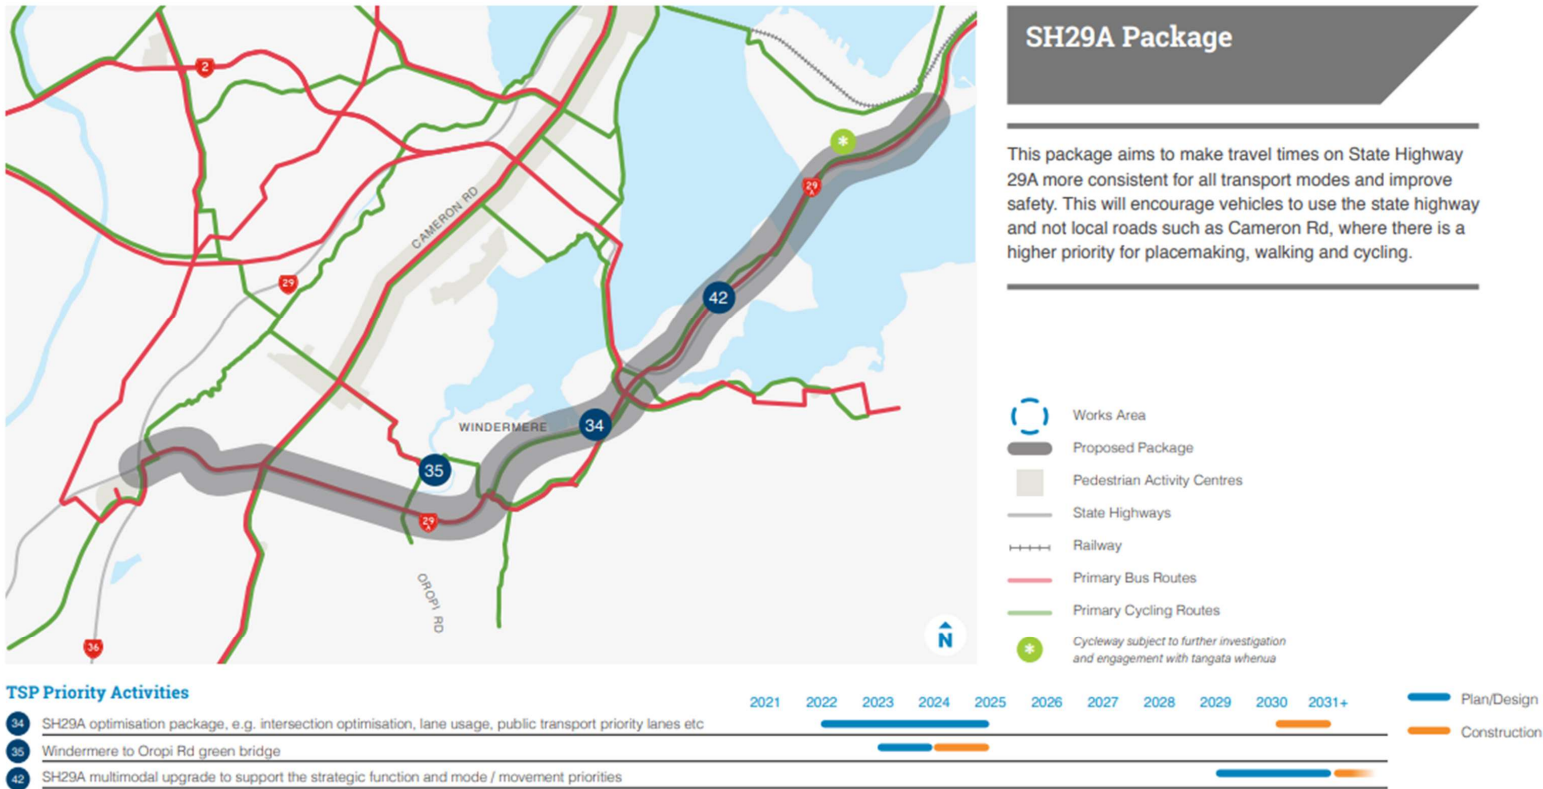 SH29A Package
This package aims to make travel times on State Highway
29A more consistent for all transport modes and improve
safety. This will encourage vehicles to use the state highway
and not local roads such as Cameron Rd, where there is a
higher priority for placemaking, walking and cycling.
2
29
CAMERON RD
29
A
42
WINDERMERE
34
35
29
A
OROPI RD
36
N
Works Area
Proposed Package
Pedestrian Activity Centres
State Highways
Railway
Primary Bus Routes
Primary Cycling Routes
* Cycleway subject to further investigation
and engagement with tangata whenua
TSP Priority Activities
2021 2022 2023 2024 2025 2026 2027 2028 2029 2030 2031+
34 SH29A optimisation package, e.g. intersection optimisation, lane usage, public transport priority lanes etc
35 Windermere to Oropi Rd green bridge
42 SH29A multimodal upgrade to support the strategic function and mode / movement priorities
Plan/Design
Construction